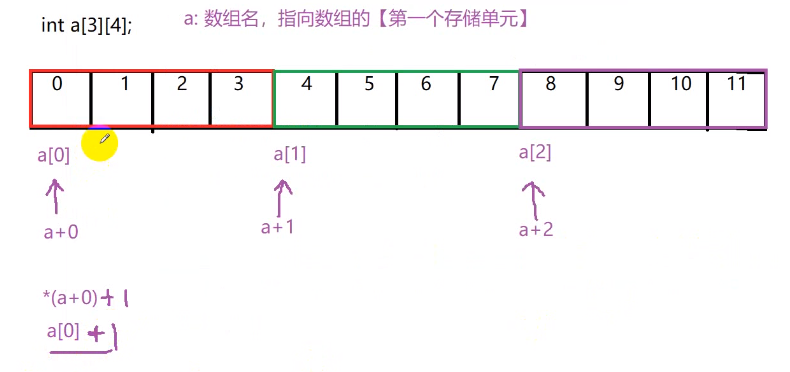 int a[3][4];
a: 数组名，指向数组的【第一个存储单元】
0 1 2 3 4 5 6 7 8 9 10 11
a[0] a[1] a[2]
a+0 a+1 a+2
*(a+0)+1
a[0]+1